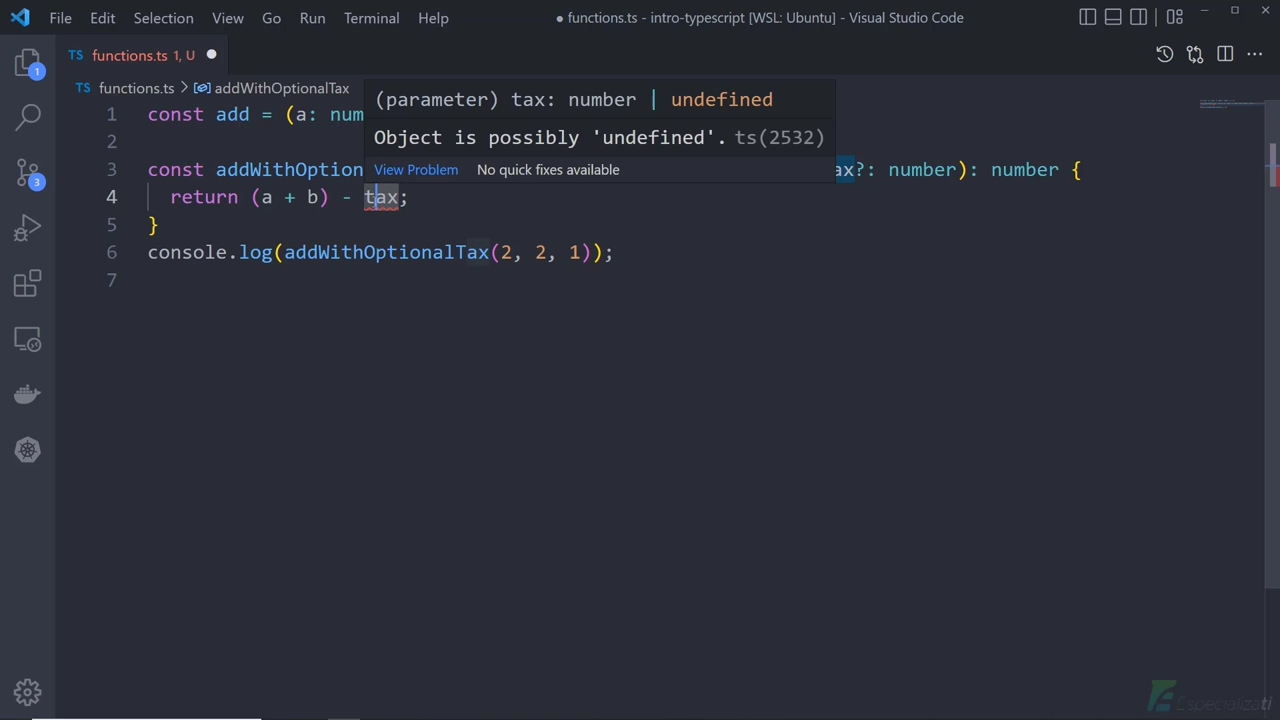 File Edit Selection View Go Run Terminal Help ● functions.ts - intro-typescript [WSL: Ubuntu] - Visual Studio Code
TS functions.ts 1, U ●
TS functions.ts > addWithOptionalTax
(parameter) tax: number | undefined
Object is possibly 'undefined'. ts(2532)
View Problem No quick fixes available
1 const add = (a: num
2
3 const addWithOption ax?: number): number {
4 return (a + b) - tax;
5 }
6 console.log(addWithOptionalTax(2, 2, 1));
7
1
3
Especializati